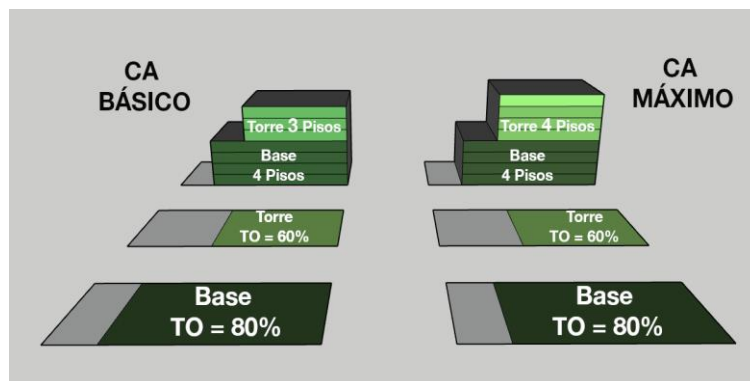 CA
BÁSICO
Torre 3 Pisos
Base
4 Pisos
Torre
TO = 60%
Base
TO = 80%
CA
MÁXIMO
Torre 4 Pisos
Base
4 Pisos
Torre
TO = 60%
Base
TO = 80%